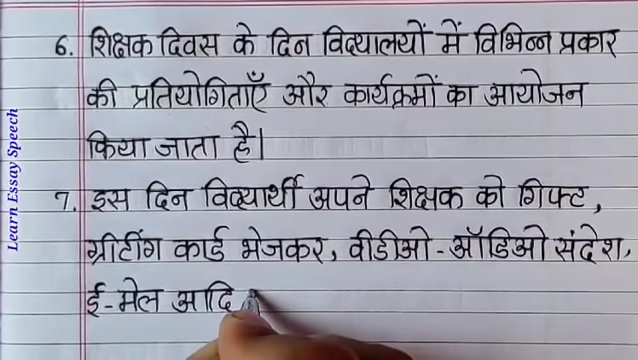 Learn Essay Speech
6. शिक्षक दिवस के दिन विद्यालयों में विभिन्न प्रकार
की प्रतियोगिताएँ और कार्यक्रमों का आयोजन
किया जाता है।
7. इस दिन विद्यार्थी अपने शिक्षक को गिफ्ट,
ग्रीटींग कार्ड भेजकर, वीडीओ-ऑडिओ संदेश,
ई-मेल आदि